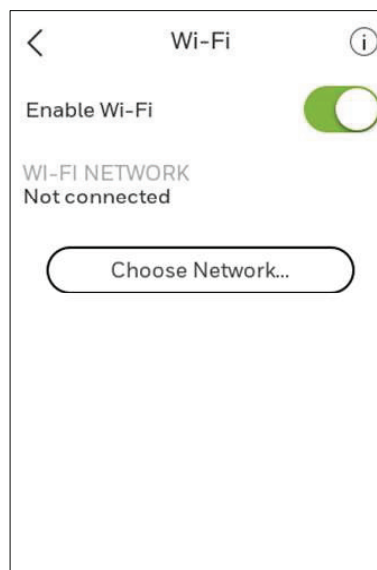 Wi-Fi
Enable Wi-Fi
WI-FI NETWORK
Not connected
Choose Network...